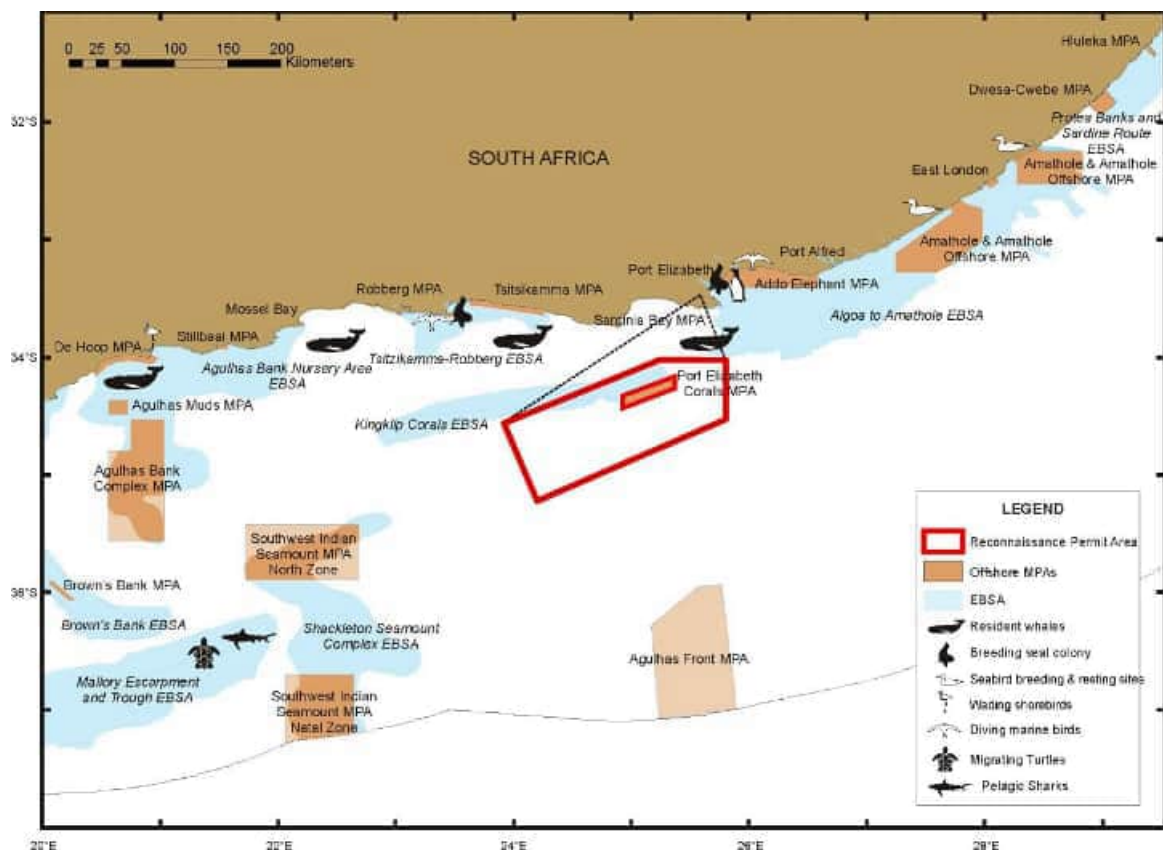 0 25 50 100 150 200
Kilometers
Hluleka MPA
Dwesa-Cwebe MPA
52°S
Protea Banks and
Sardine Route
EBSA
SOUTH AFRICA
East London
Amathole & Amathole
Offshore MPA
Port Alfred
Amathole & Amathole
Offshore MPA
Port Elizabeth
Addo Elephant MPA
Robberg MPA
Tsitsikamma MPA
Mossel Bay
Sardinia Bay MPA
Algoa to Amathole EBSA
Stillbaai MPA
De Hoop MPA
34°S
Tsitzikamma-Robberg EBSA
Agulhas Bank Nursery Area
EBSA
Port Elizabeth
Corals MPA
Agulhas Muds MPA
Kingklip Corals EBSA
Agulhas Bank
Complex MPA
Southwest Indian
Seamount MPA
North Zone
Brown's Bank MPA
36°S
Brown's Bank EBSA
Shackleton Seamount
Complex EBSA
Agulhas Front MPA
Mallory Escarpment
and Trough EBSA
Southwest Indian
Seamount MPA
Natal Zone
LEGEND
Reconnaissance Permit Area
Offshore MPAs
EBSA
Resident whales
Breeding seal colony
Seabird breeding & resting sites
Wading shorebirds
Diving marine birds
Migrating Turtles
Pelagic Sharks
24°E 26°E 28°E